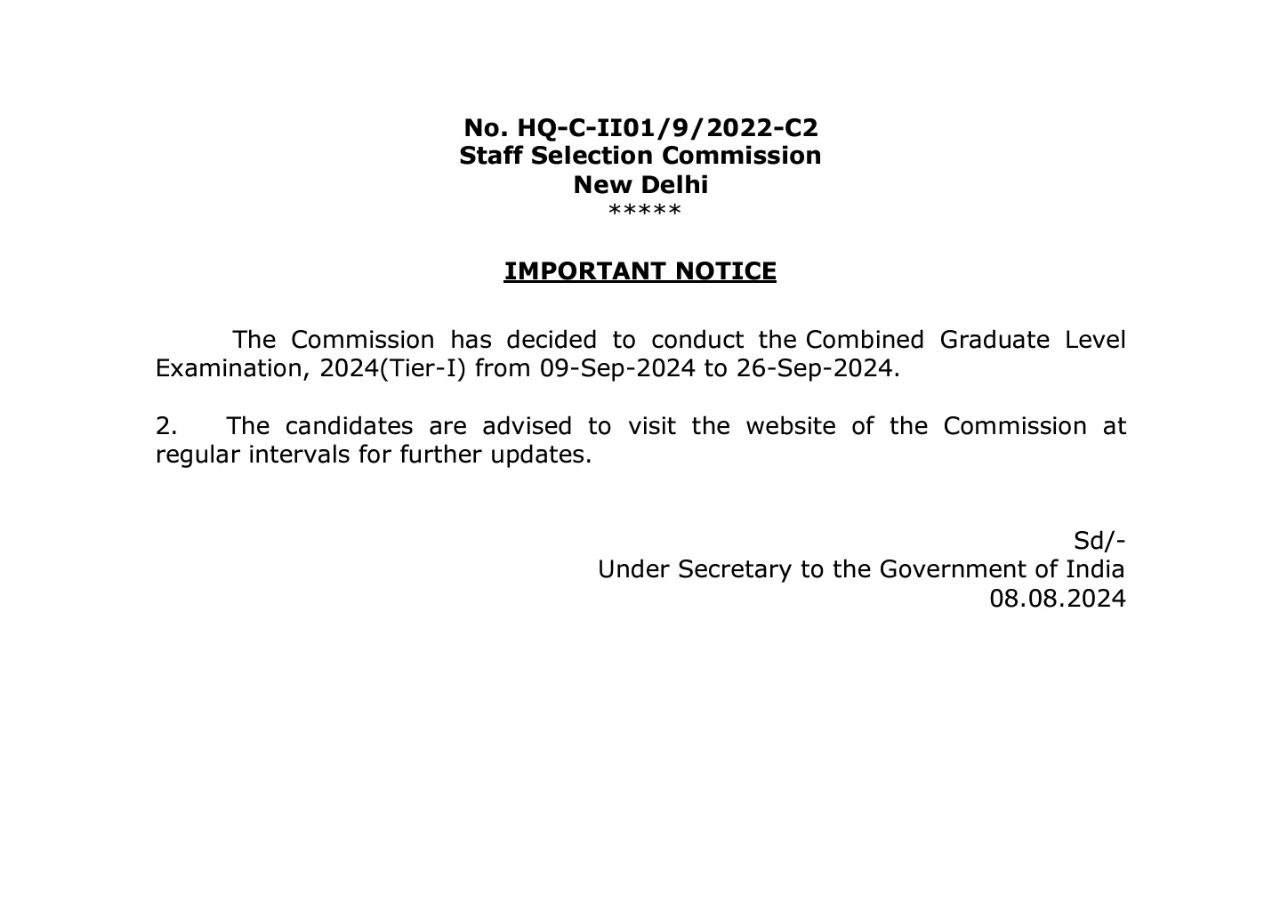 No. HQ-C-II01/9/2022-C2
Staff Selection Commission
New Delhi
*****
IMPORTANT NOTICE
The Commission has decided to conduct the Combined Graduate Level
Examination, 2024(Tier-I) from 09-Sep-2024 to 26-Sep-2024.
2. The candidates are advised to visit the website of the Commission at
regular intervals for further updates.
Sd/-
Under Secretary to the Government of India
08.08.2024